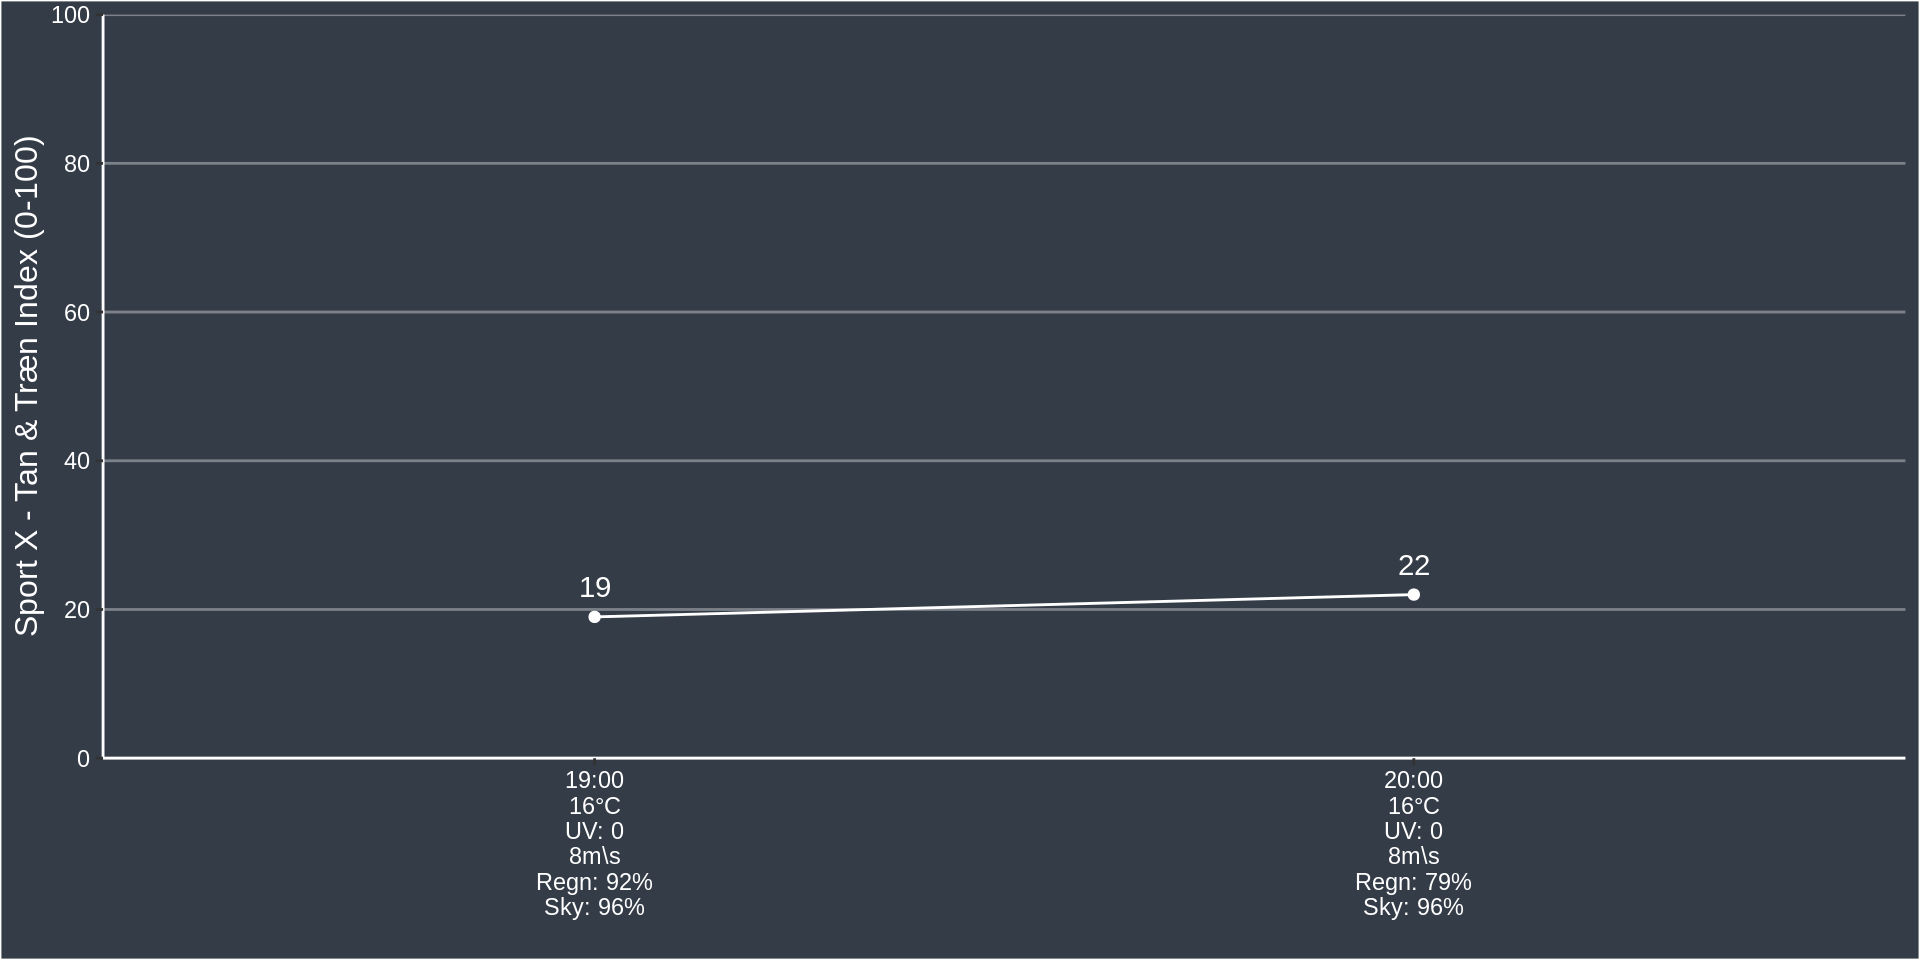 Sport X - Tan & Træn Index (0-100)
100
80
60
40
20
0
19
22
19:00
16°C
UV: 0
8m\s
Regn: 92%
Sky: 96%
20:00
16°C
UV: 0
8m\s
Regn: 79%
Sky: 96%